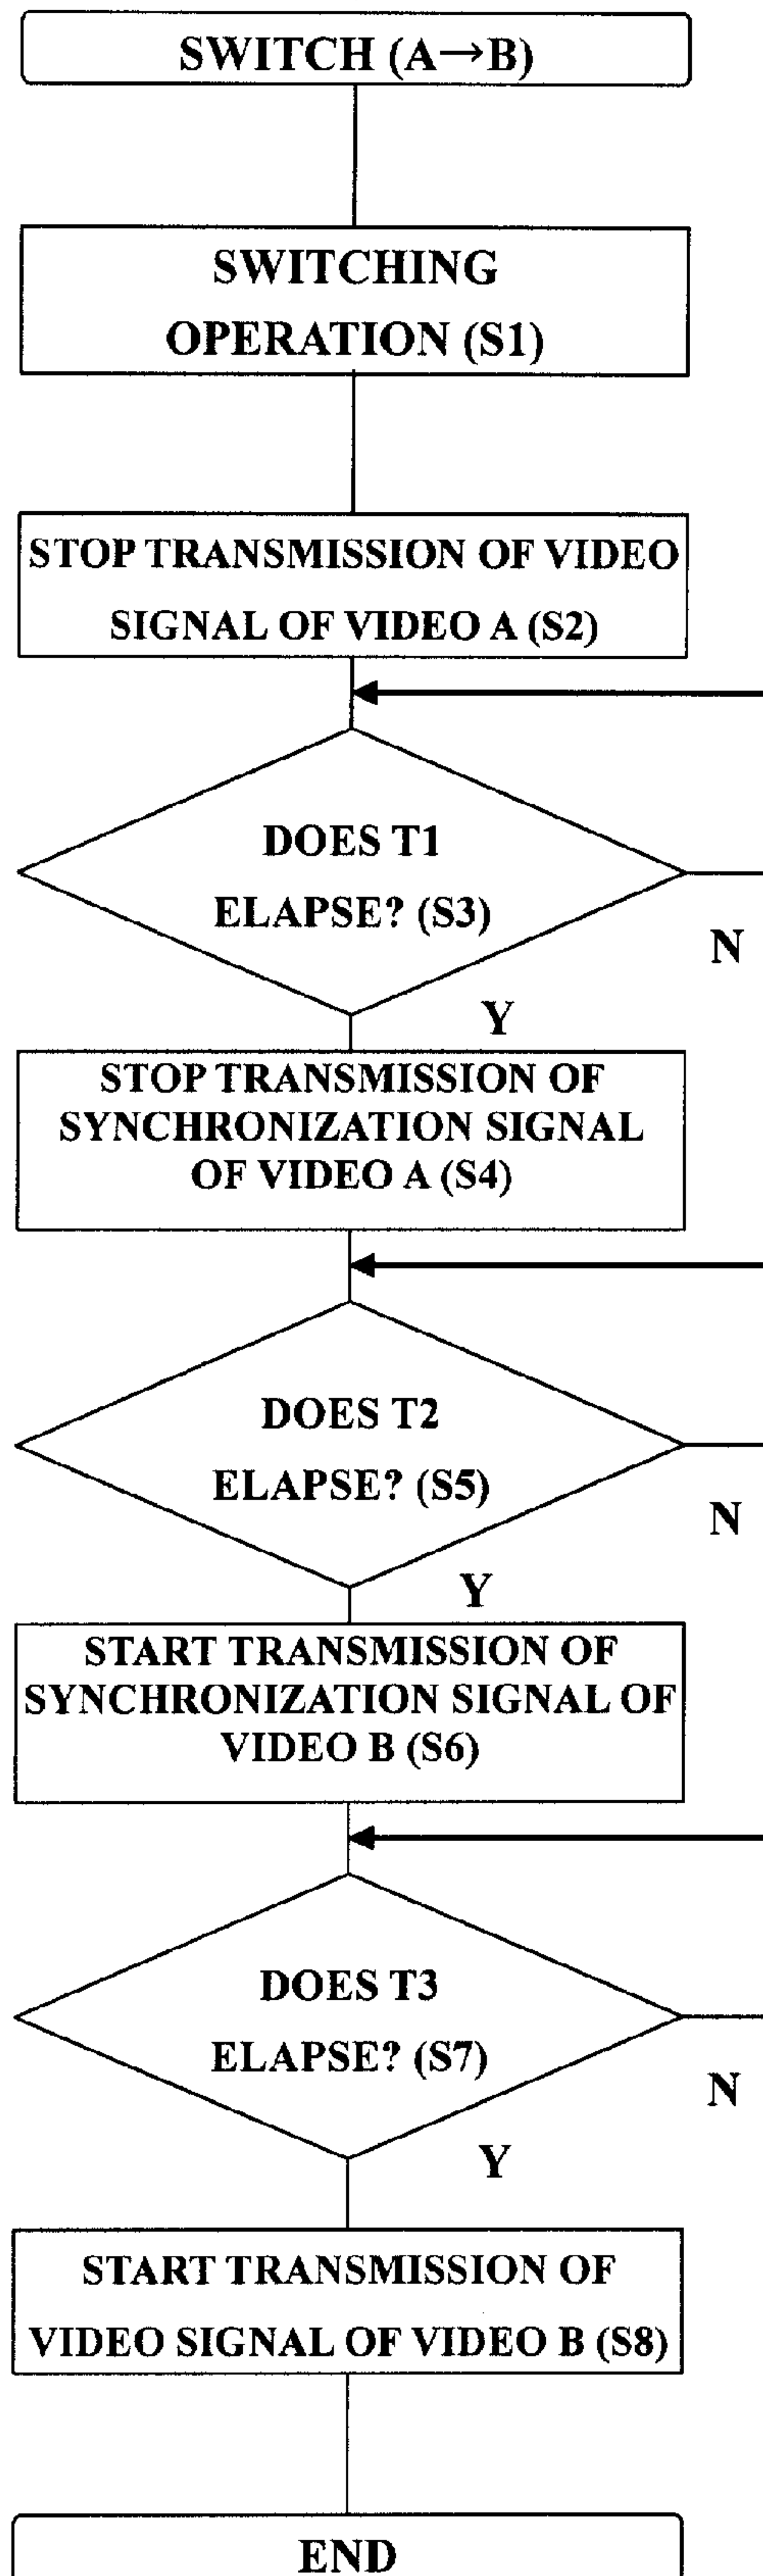 SWITCH (A→B)
SWITCHING
OPERATION (S1)
STOP TRANSMISSION OF VIDEO
SIGNAL OF VIDEO A (S2)
DOES T1
ELAPSE? (S3)
N
Y
STOP TRANSMISSION OF
SYNCHRONIZATION SIGNAL
OF VIDEO A (S4)
DOES T2
ELAPSE? (S5)
N
Y
START TRANSMISSION OF
SYNCHRONIZATION SIGNAL OF
VIDEO B (S6)
DOES T3
ELAPSE? (S7)
N
Y
START TRANSMISSION OF
VIDEO SIGNAL OF VIDEO B (S8)
END